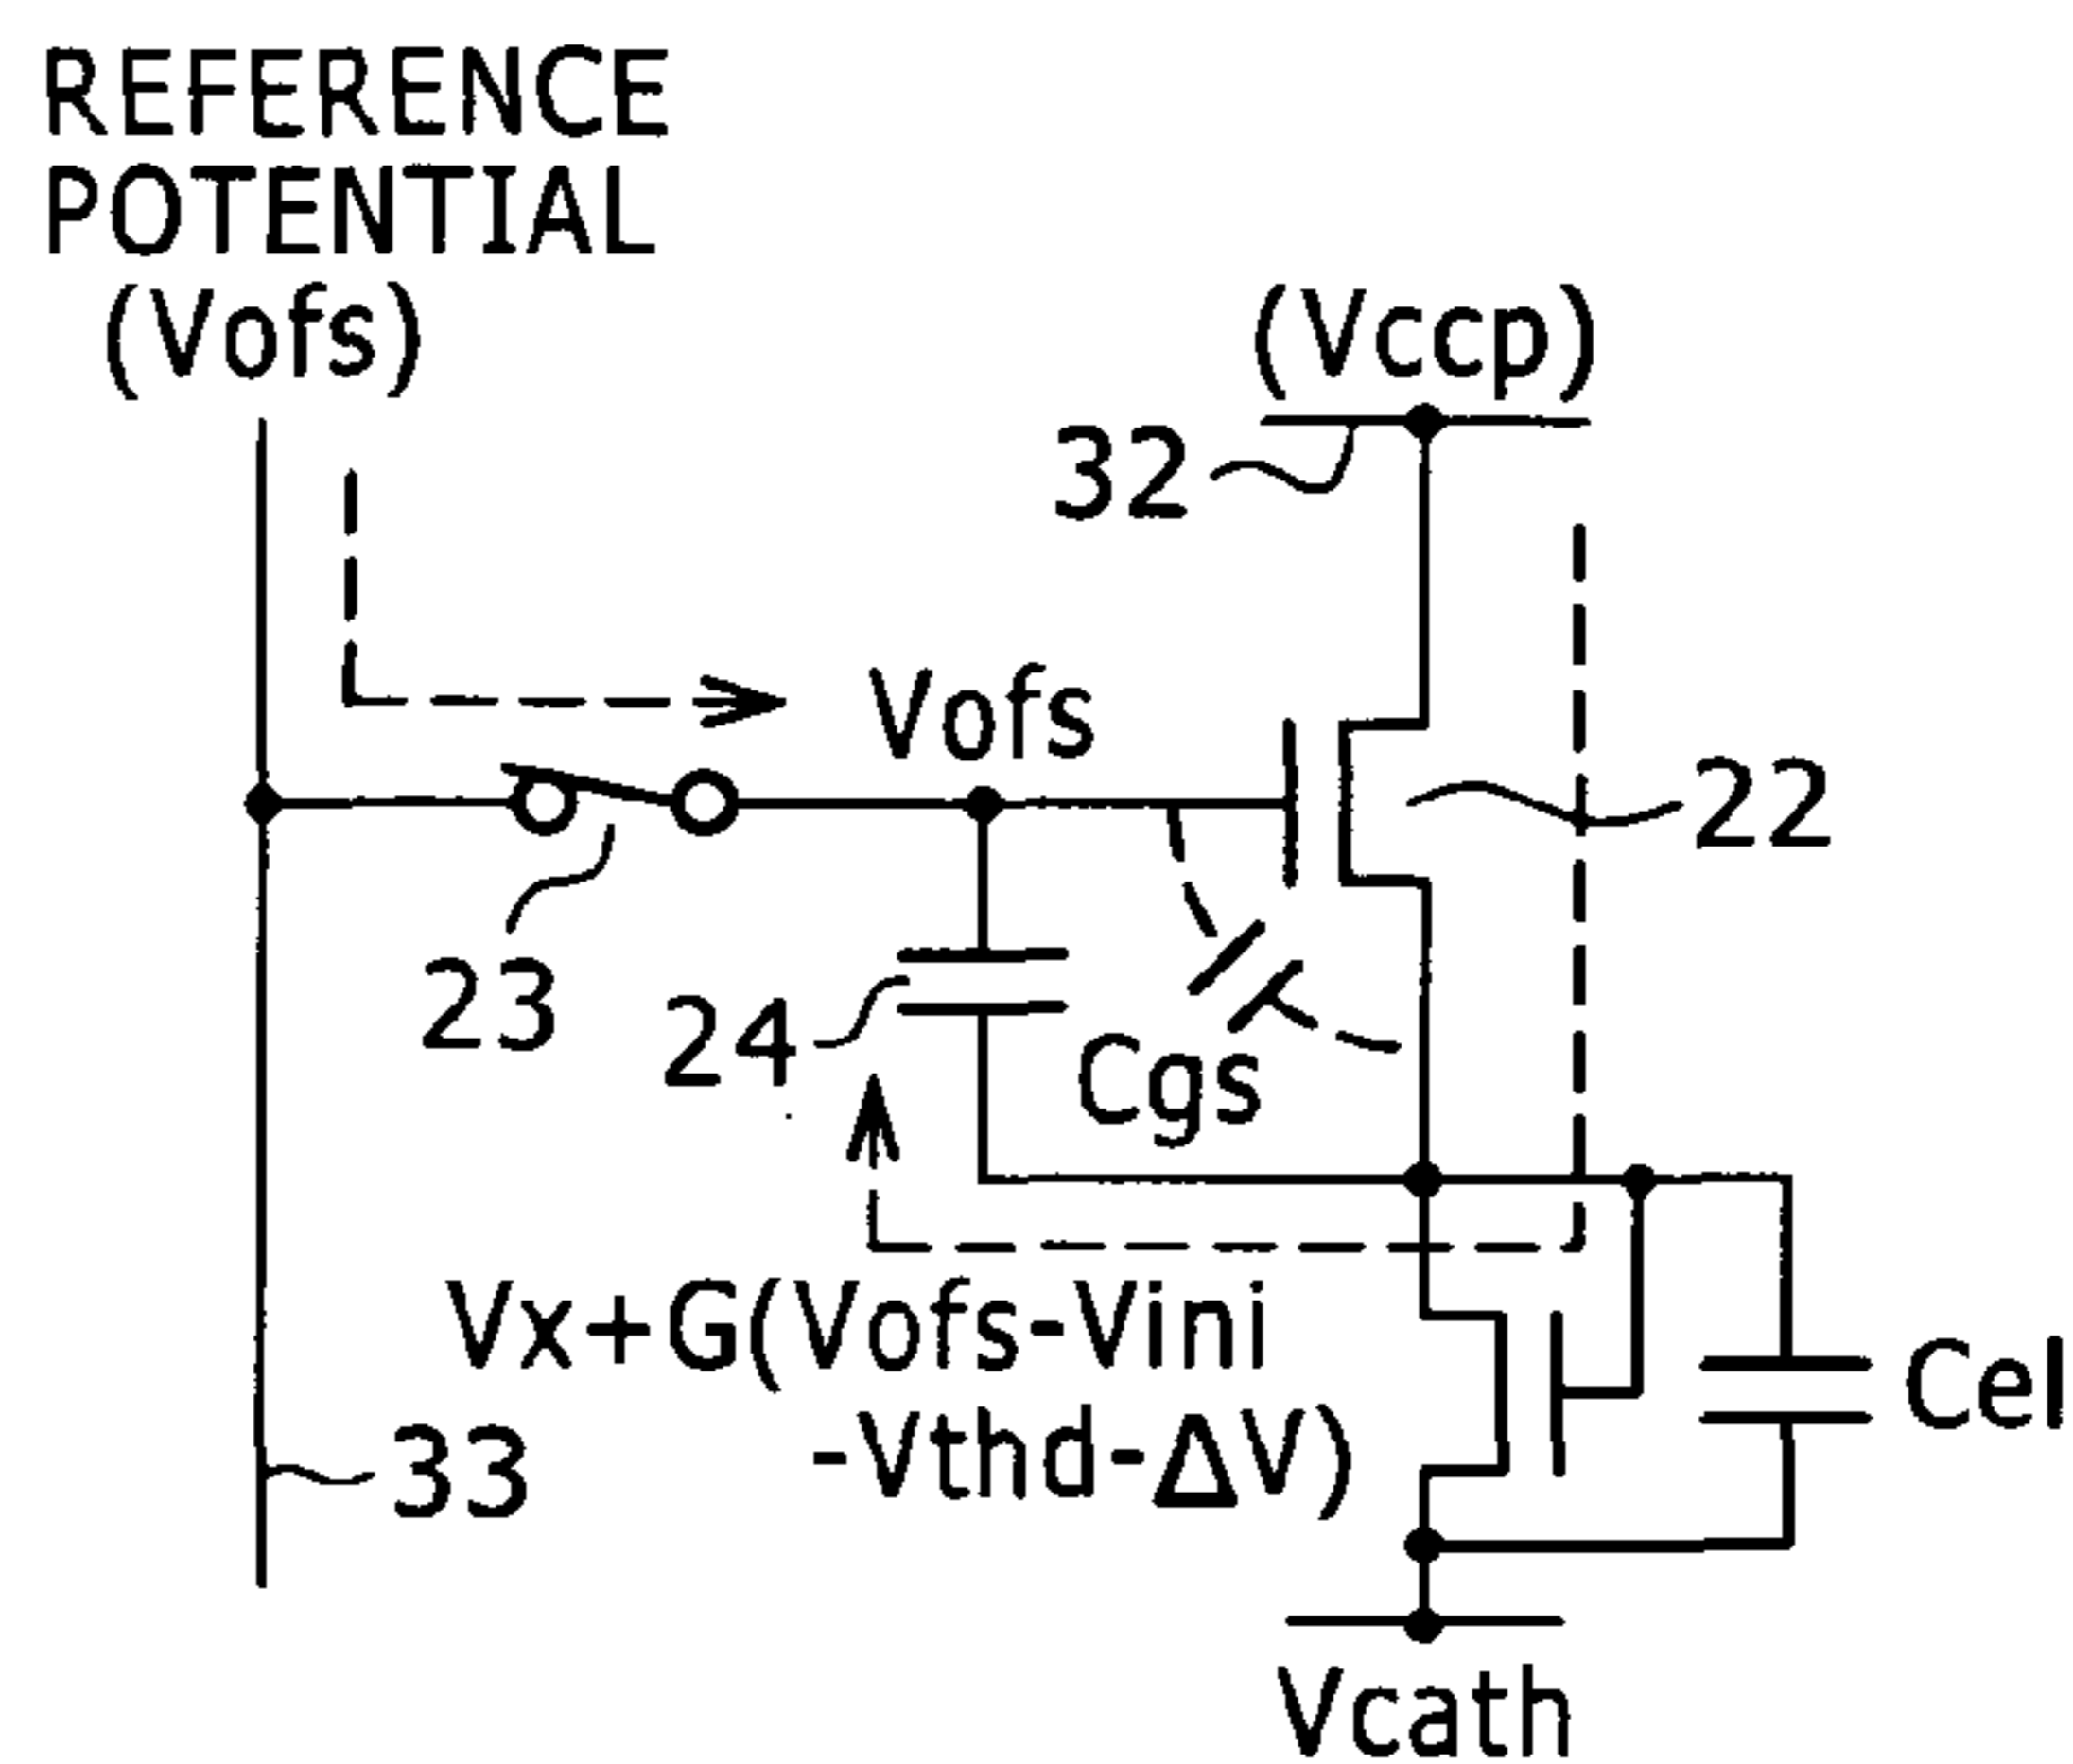 REFERENCE
POTENTIAL
(Vofs)
(Vccp)
32
Vofs
22
23
24
Cgs
Vx+G(Vofs-Vini
-Vthd-ΔV)
Cel
33
Vcath